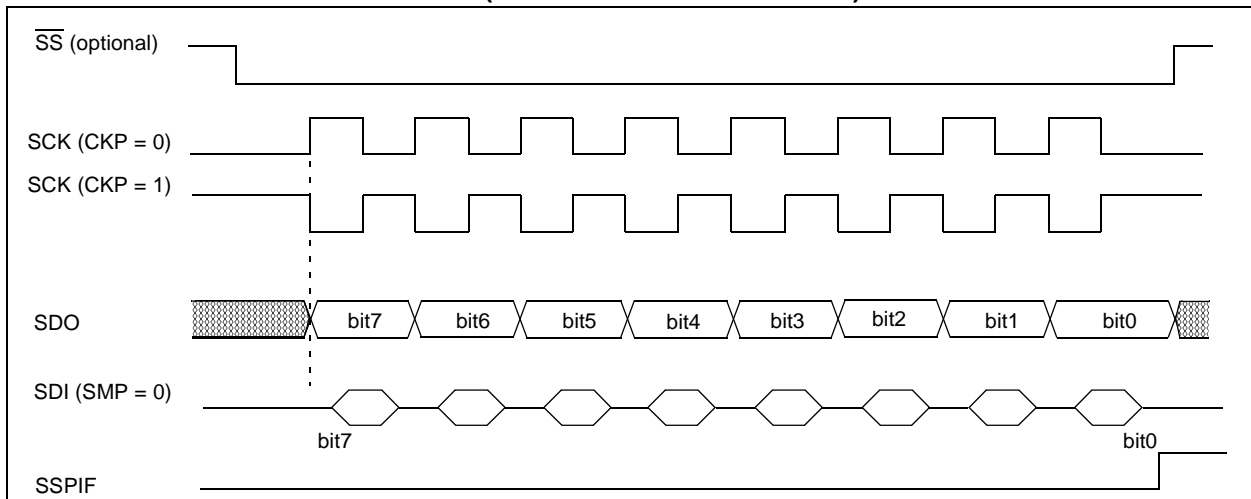 SS (optional)
SCK (CKP = 0)
SCK (CKP = 1)
SDO
bit7 bit6 bit5 bit4 bit3 bit2 bit1 bit0
SDI (SMP = 0)
bit7 bit0
SSPIF